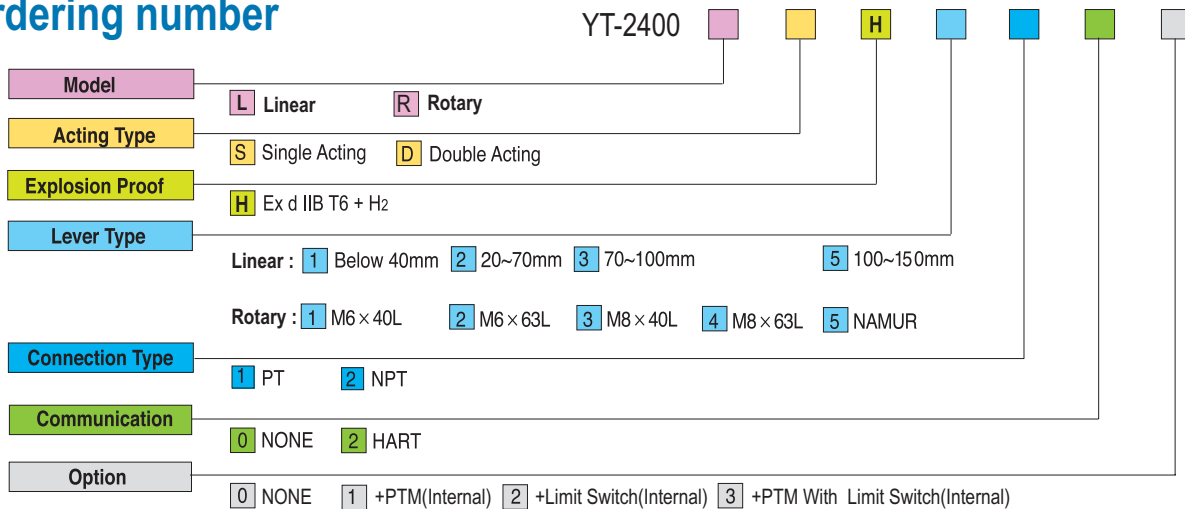 rdering number
YT-2400 H
Model
L Linear R Rotary
Acting Type
S Single Acting D Double Acting
Explosion Proof
H Ex d IIB T6 + H2
Lever Type
Linear : 1 Below 40mm 2 20~70mm 3 70~100mm 5 100~150mm
Rotary : 1 M6×40L 2 M6×63L 3 M8×40L 4 M8×63L 5 NAMUR
Connection Type
1 PT 2 NPT
Communication
0 NONE 2 HART
Option
0 NONE 1 +PTM(Internal) 2 +Limit Switch(Internal) 3 +PTM With Limit Switch(Internal)